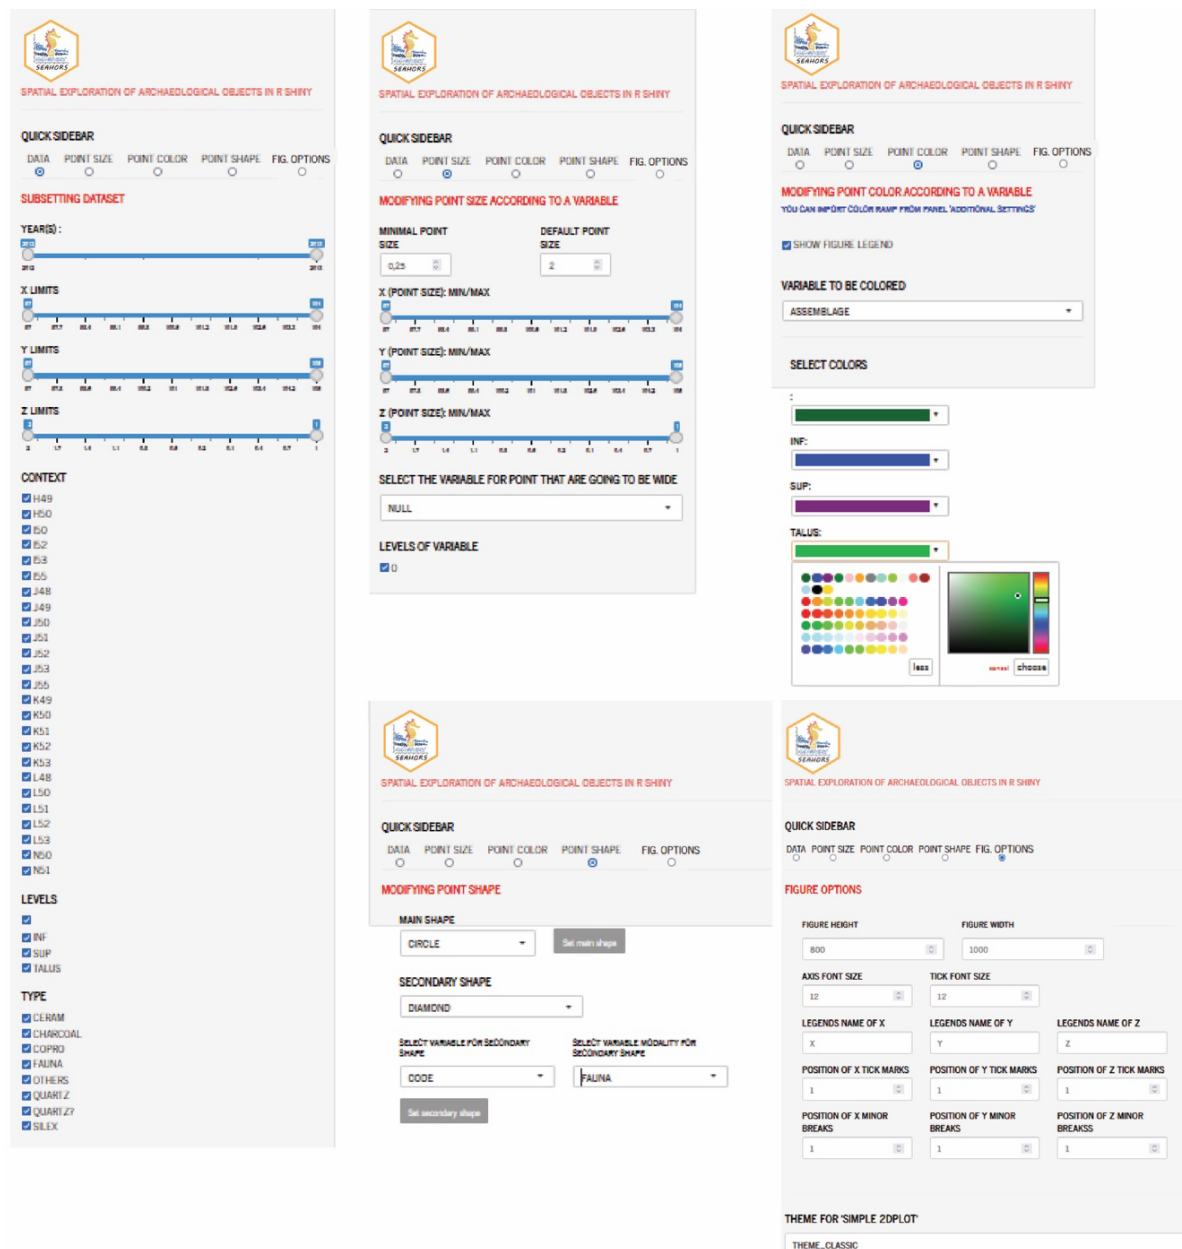 SEAHORS
SPATIAL EXPLORATION OF ARCHAEOLOGICAL OBJECTS IN R SHINY
QUICK SIDEBAR
DATA POINT SIZE POINT COLOR POINT SHAPE FIG. OPTIONS
SUBSETTING DATASET
YEAR(S) :
X LIMITS
Y LIMITS
Z LIMITS
CONTEXT
H49
H50
I50
I52
I53
I55
J48
J49
J50
J51
J52
J53
J55
K49
K50
K51
K52
K53
L48
L50
L51
L52
L53
N50
N51
LEVELS
INF
SUP
TALUS
TYPE
CERAM
CHARCOAL
COPRO
FAUNA
OTHERS
QUARTZ
QUARTZ?
SILEX
SEAHORS
SPATIAL EXPLORATION OF ARCHAEOLOGICAL OBJECTS IN R SHINY
QUICK SIDEBAR
DATA POINT SIZE POINT COLOR POINT SHAPE FIG. OPTIONS
MODIFYING POINT SIZE ACCORDING TO A VARIABLE
MINIMAL POINT SIZE
DEFAULT POINT SIZE
0,25
2
X (POINT SIZE): MIN/MAX
Y (POINT SIZE): MIN/MAX
Z (POINT SIZE): MIN/MAX
SELECT THE VARIABLE FOR POINT THAT ARE GOING TO BE WIDE
NULL
LEVELS OF VARIABLE
0
SEAHORS
SPATIAL EXPLORATION OF ARCHAEOLOGICAL OBJECTS IN R SHINY
QUICK SIDEBAR
DATA POINT SIZE POINT COLOR POINT SHAPE FIG. OPTIONS
MODIFYING POINT COLOR ACCORDING TO A VARIABLE
YOU CAN IMPORT COLOR RAMP FROM PANEL 'ADDITIONAL SETTINGS'
SHOW FIGURE LEGEND
VARIABLE TO BE COLORED
ASSEMBLAGE
SELECT COLORS
:
INF:
SUP:
TALUS:
less
cancel choose
SEAHORS
SPATIAL EXPLORATION OF ARCHAEOLOGICAL OBJECTS IN R SHINY
QUICK SIDEBAR
DATA POINT SIZE POINT COLOR POINT SHAPE FIG. OPTIONS
MODIFYING POINT SHAPE
MAIN SHAPE
CIRCLE
Set main shape
SECONDARY SHAPE
DIAMOND
SELECT VARIABLE FOR SECONDARY SHAPE
SELECT VARIABLE MODALITY FOR SECONDARY SHAPE
CODE
FAUNA
Set secondary shape
SEAHORS
SPATIAL EXPLORATION OF ARCHAEOLOGICAL OBJECTS IN R SHINY
QUICK SIDEBAR
DATA POINT SIZE POINT COLOR POINT SHAPE FIG. OPTIONS
FIGURE OPTIONS
FIGURE HEIGHT FIGURE WIDTH
800 1000
AXIS FONT SIZE TICK FONT SIZE
12 12
LEGENDS NAME OF X LEGENDS NAME OF Y LEGENDS NAME OF Z
X Y Z
POSITION OF X TICK MARKS POSITION OF Y TICK MARKS POSITION OF Z TICK MARKS
1 1 1
POSITION OF X MINOR BREAKS
POSITION OF Y MINOR BREAKS
POSITION OF Z MINOR BREAKSS
1 1 1
THEME FOR 'SIMPLE 2DPLOT'
THEME_CLASSIC